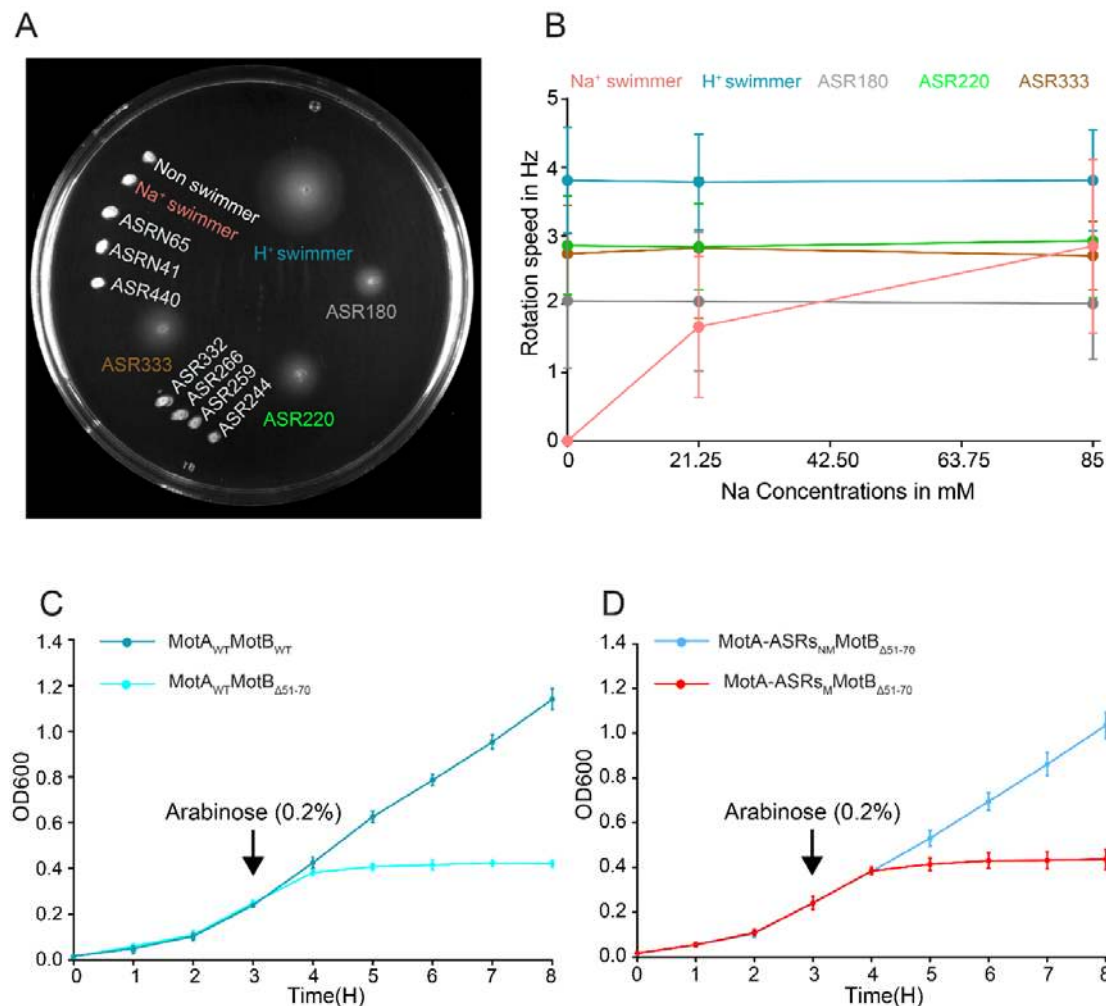 A
Non swimmer
Na⁺ swimmer
ASRN65
ASRN41
ASR440
H⁺ swimmer
ASR180
ASR333
ASR332
ASR266
ASR259
ASR244
ASR220
B
Na⁺ swimmer H⁺ swimmer ASR180 ASR220 ASR333
Rotation speed in Hz
5
4
3
2
1
0
0 21.25 42.50 63.75 85
Na Concentrations in mM
C
MotA_WT MotB_WT
MotA_WT MotB_Δ51-70
OD600
1.4
1.2
1.0
0.8
0.6
0.4
0.2
0.0
Arabinose (0.2%)
0 1 2 3 4 5 6 7 8
Time(H)
D
MotA-ASRs_NM MotB_Δ51-70
MotA-ASRs_M MotB_Δ51-70
OD600
1.4
1.2
1.0
0.8
0.6
0.4
0.2
0.0
Arabinose (0.2%)
0 1 2 3 4 5 6 7 8
Time(H)